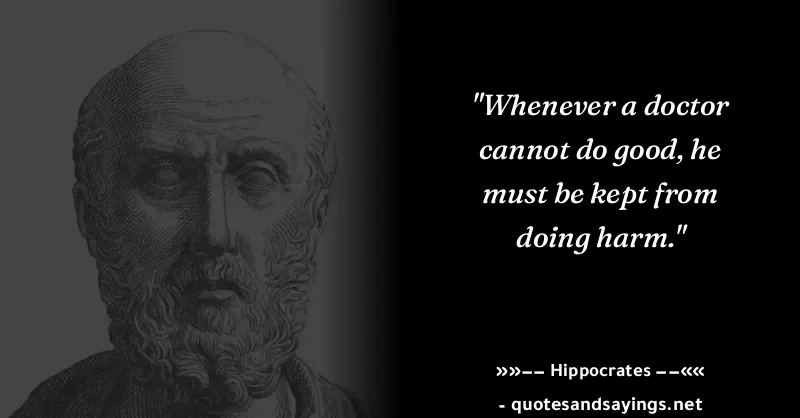 "Whenever a doctor
cannot do good, he
must be kept from
doing harm."
»»−− Hippocrates −−««
- quotesandsayings.net